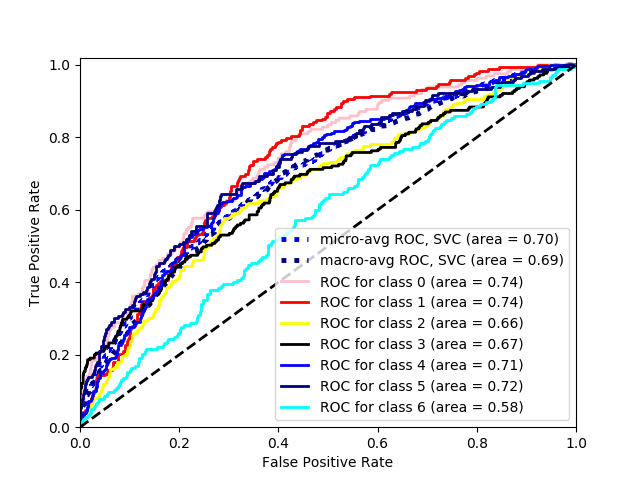 1.0
0.8
0.6
0.4
0.2
0.0
True Positive Rate
micro-avg ROC, SVC (area = 0.70)
macro-avg ROC, SVC (area = 0.69)
ROC for class 0 (area = 0.74)
ROC for class 1 (area = 0.74)
ROC for class 2 (area = 0.66)
ROC for class 3 (area = 0.67)
ROC for class 4 (area = 0.71)
ROC for class 5 (area = 0.72)
ROC for class 6 (area = 0.58)
0.0 0.2 0.4 0.6 0.8 1.0
False Positive Rate